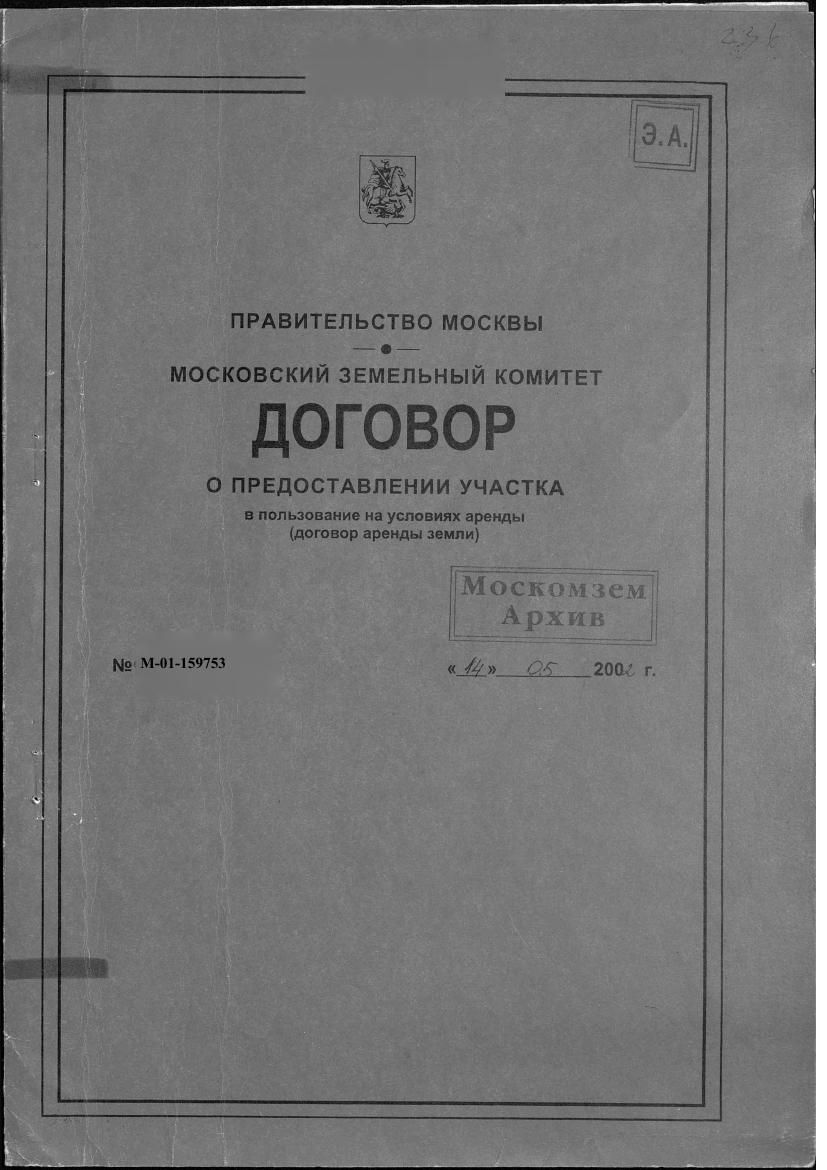 Э.А.
ПРАВИТЕЛЬСТВО МОСКВЫ
МОСКОВСКИЙ ЗЕМЕЛЬНЫЙ КОМИТЕТ
ДОГОВОР
О ПРЕДОСТАВЛЕНИИ УЧАСТКА
в пользование на условиях аренды
(договор аренды земли)
Москомзем
Архив
№ М-01-159753 «14» 05 2002 г.